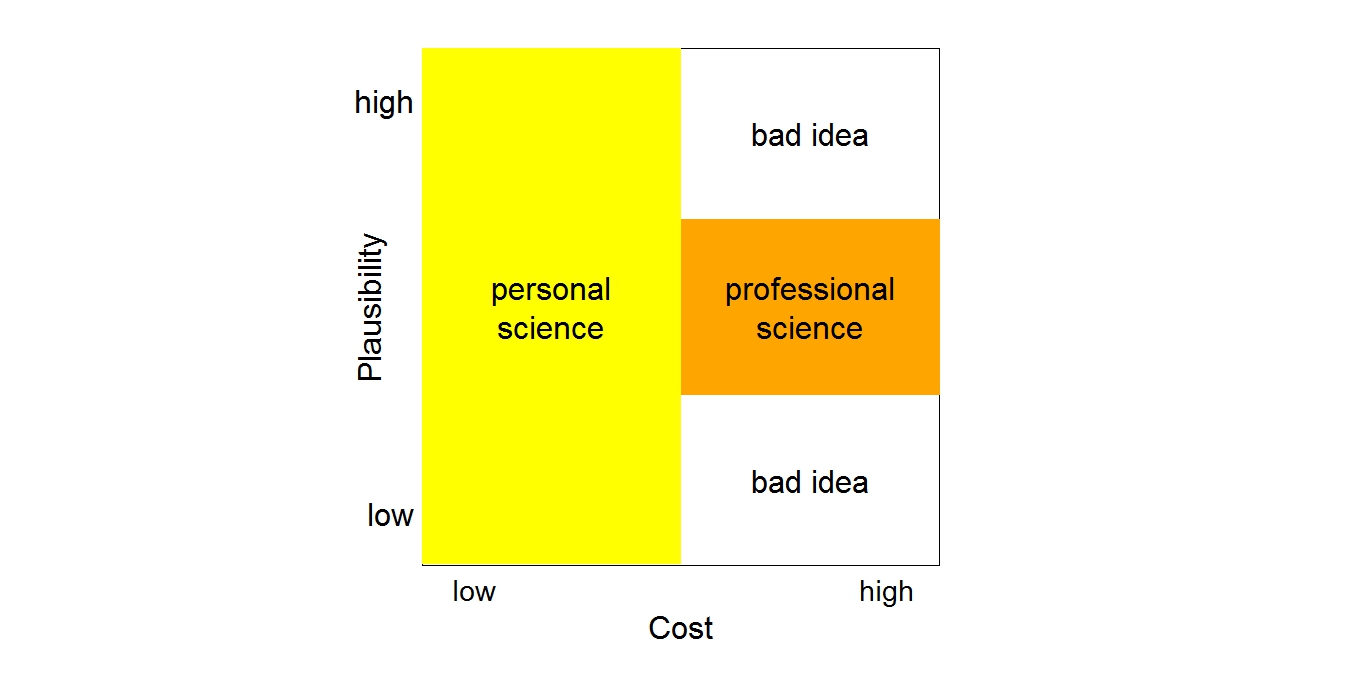 high
bad idea
Plausibility
personal
science
professional
science
bad idea
low
low
high
Cost